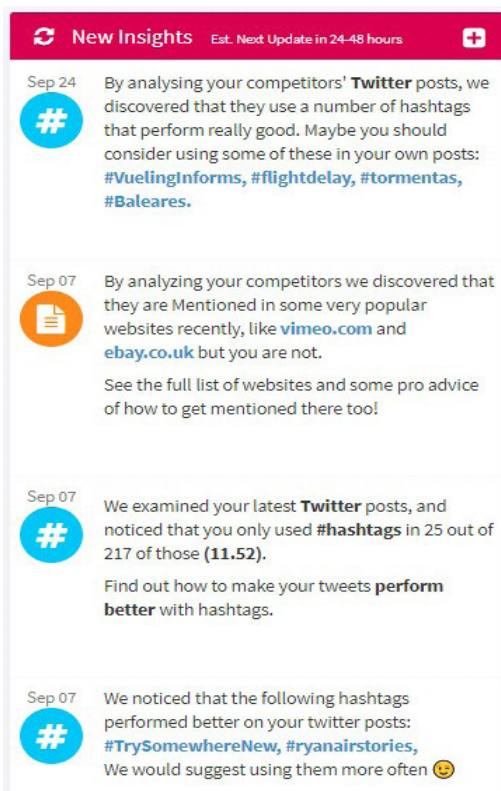 New Insights Est. Next Update in 24-48 hours
Sep 24
By analysing your competitors' Twitter posts, we
discovered that they use a number of hashtags
that perform really good. Maybe you should
consider using some of these in your own posts:
#VuelingInforms, #flightdelay, #tormentas,
#Baleares.
Sep 07
By analyzing your competitors we discovered that
they are Mentioned in some very popular
websites recently, like vimeo.com and
ebay.co.uk but you are not.
See the full list of websites and some pro advice
of how to get mentioned there too!
Sep 07
We examined your latest Twitter posts, and
noticed that you only used #hashtags in 25 out of
217 of those (11.52).
Find out how to make your tweets perform
better with hashtags.
Sep 07
We noticed that the following hashtags
performed better on your twitter posts:
#TrySomewhereNew, #ryanairstories,
We would suggest using them more often 😉